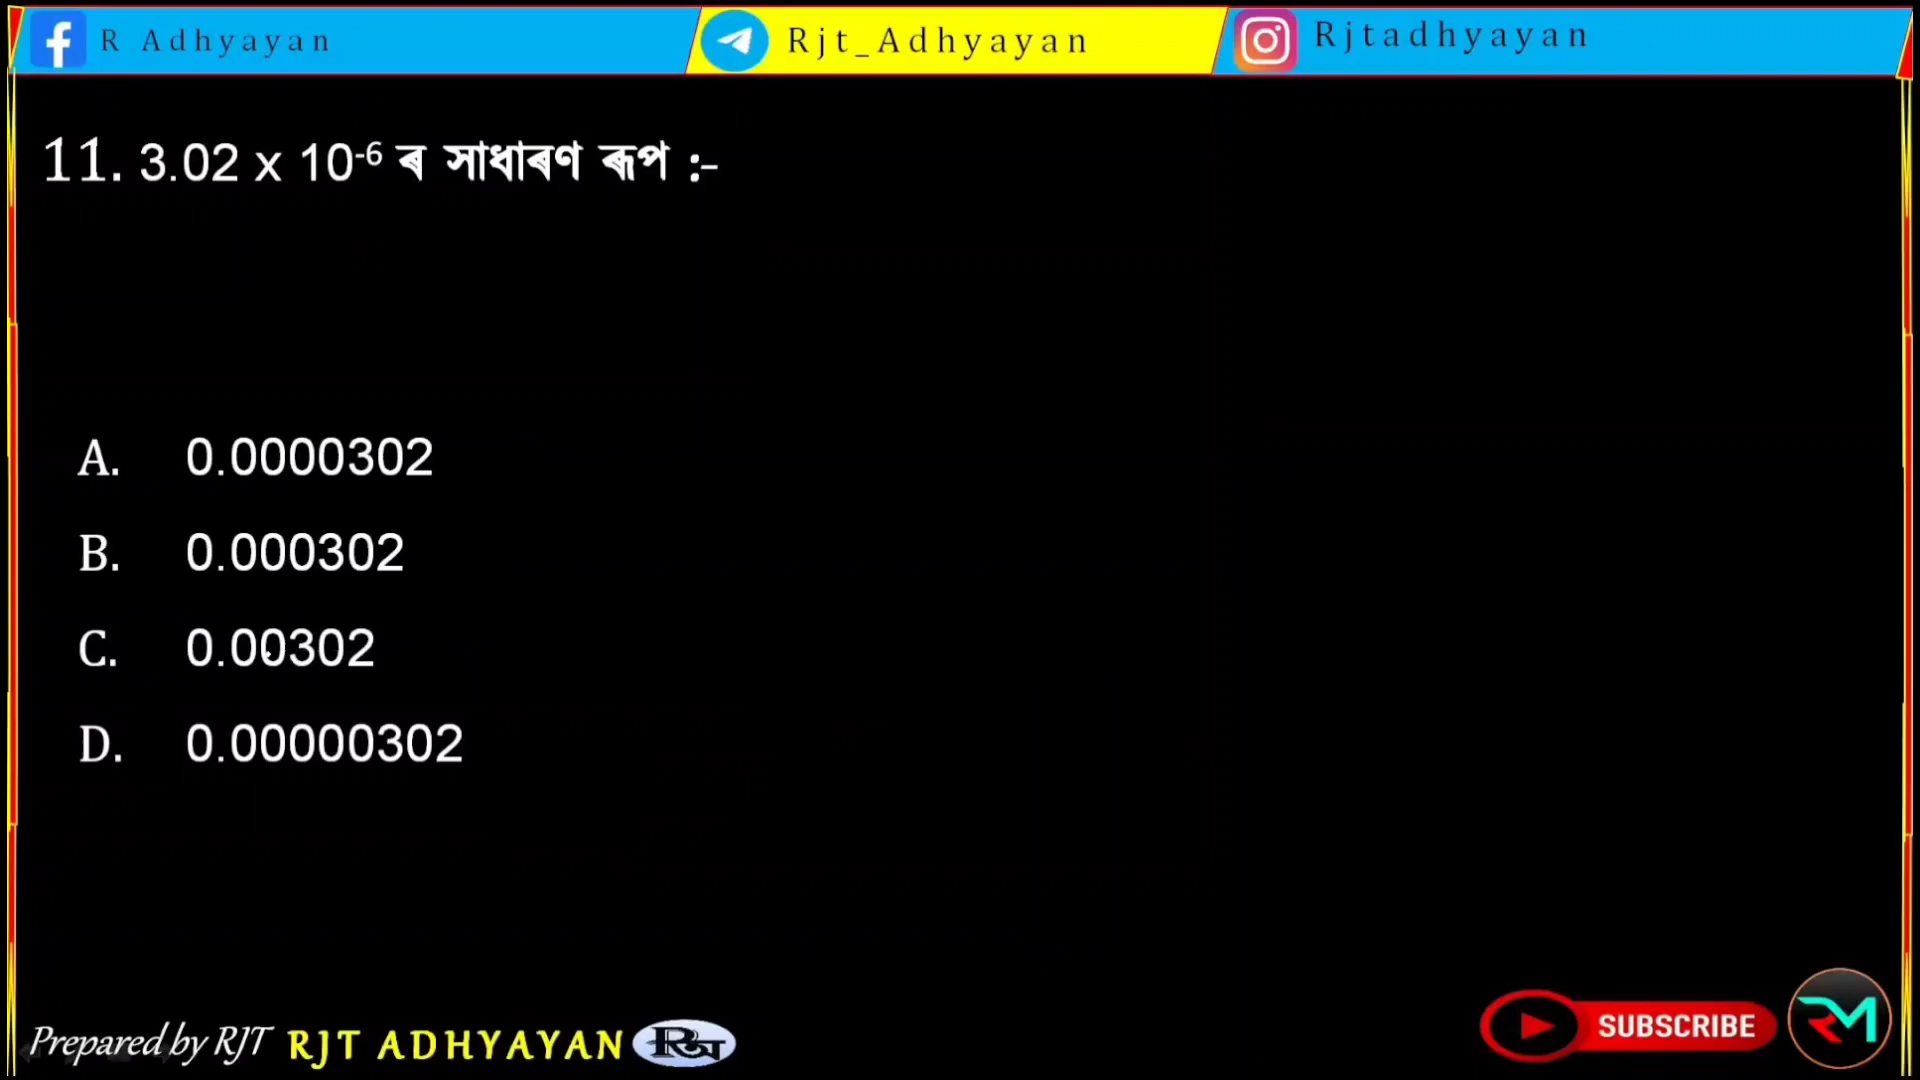 R Adhyayan
Rjt_Adhyayan
Rjtadhyayan
11. 3.02 x 10⁻⁶ ৰ সাধাৰণ ৰূপ :-
A. 0.0000302
B. 0.000302
C. 0.00302
D. 0.00000302
Prepared by RJT RJT ADHYAYAN
SUBSCRIBE
RM